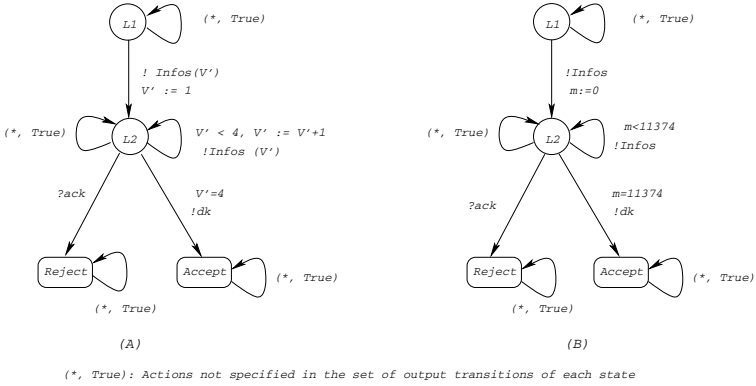 L1
(*, True)
! Infos(V')
V' := 1
(*, True)
L2
V' < 4, V' := V'+1
!Infos (V')
?ack
V'=4
!dk
Reject
Accept
(*, True)
(*, True)
(A)
L1
(*, True)
!Infos
m:=0
(*, True)
L2
m<11374
!Infos
?ack
m=11374
!dk
Reject
Accept
(*, True)
(*, True)
(B)
(*, True): Actions not specified in the set of output transitions of each state